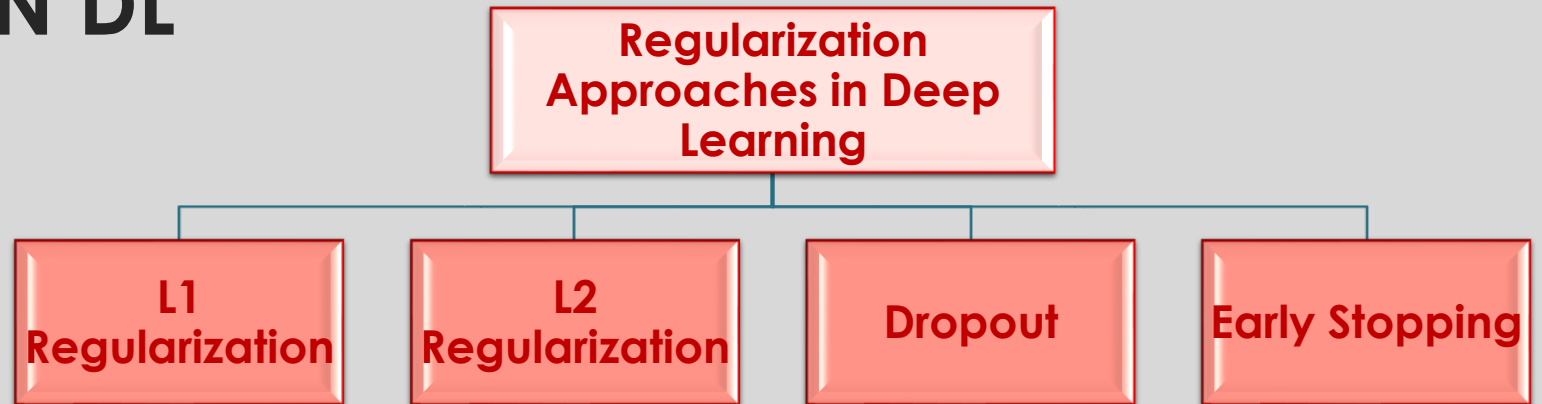 N DL
Regularization
Approaches in Deep
Learning
L1
Regularization
L2
Regularization
Dropout
Early Stopping